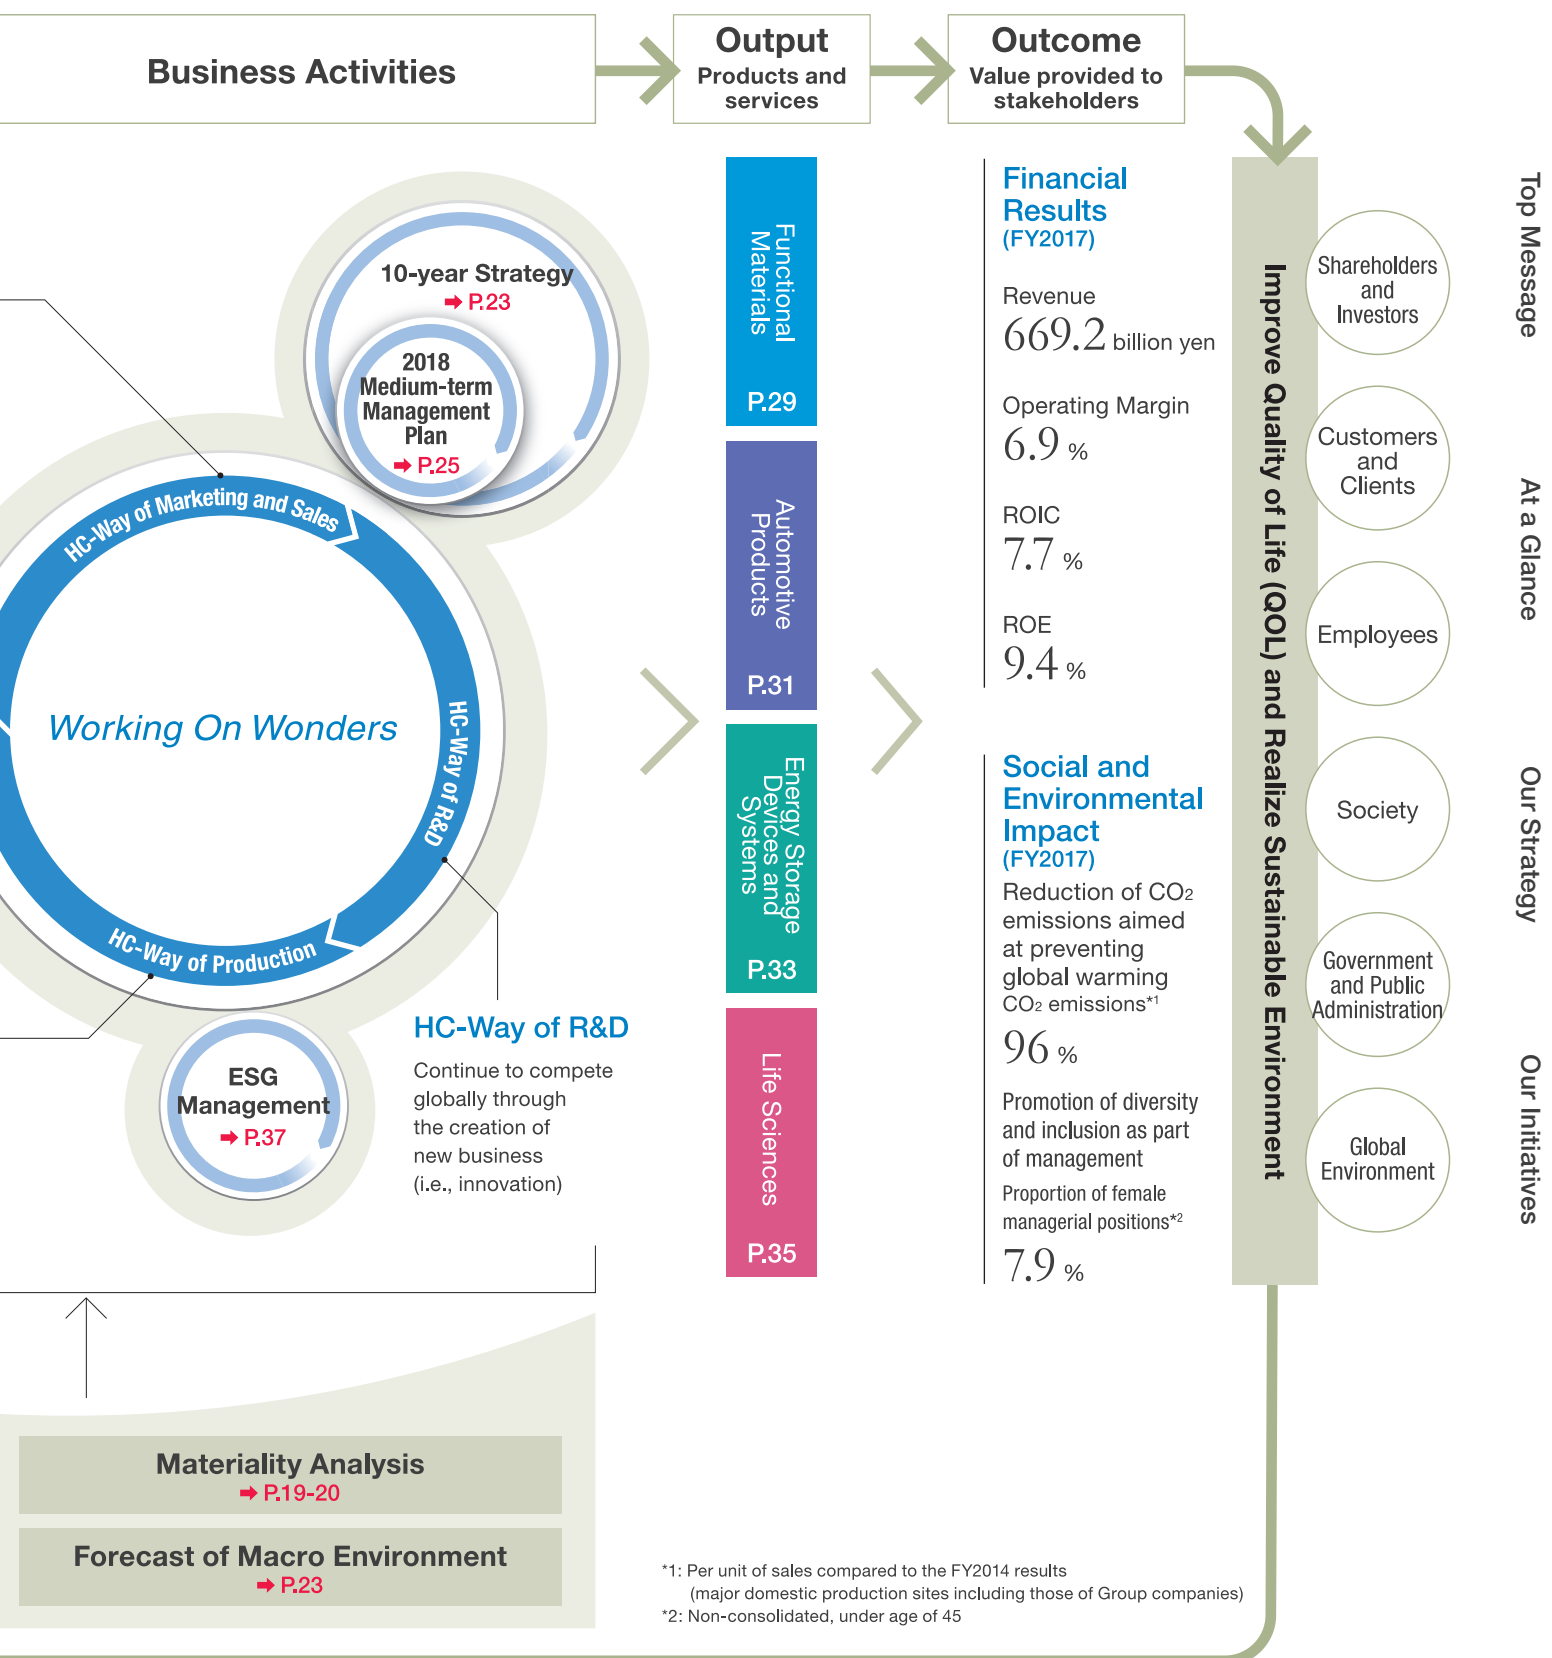 Business Activities
Output
Products and
services
Outcome
Value provided to
stakeholders
10-year Strategy
➡ P.23
2018
Medium-term
Management
Plan
➡ P.25
HC-Way of Marketing and Sales
HC-Way of R&D
HC-Way of Production
Working On Wonders
ESG
Management
➡ P.37
HC-Way of R&D
Continue to compete
globally through
the creation of
new business
(i.e., innovation)
Materiality Analysis
➡ P.19-20
Forecast of Macro Environment
➡ P.23
Functional
Materials
P.29
Automotive
Products
P.31
Energy Storage
Devices and
Systems
P.33
Life Sciences
P.35
Financial
Results
(FY2017)
Revenue
669.2 billion yen
Operating Margin
6.9 %
ROIC
7.7 %
ROE
9.4 %
Social and
Environmental
Impact
(FY2017)
Reduction of CO2
emissions aimed
at preventing
global warming
CO2 emissions*1
96 %
Promotion of diversity
and inclusion as part
of management
Proportion of female
managerial positions*2
7.9 %
Improve Quality of Life (QOL) and Realize Sustainable Environment
Shareholders
and
Investors
Customers
and
Clients
Employees
Society
Government
and Public
Administration
Global
Environment
*1: Per unit of sales compared to the FY2014 results
(major domestic production sites including those of Group companies)
*2: Non-consolidated, under age of 45
Top Message
At a Glance
Our Strategy
Our Initiatives